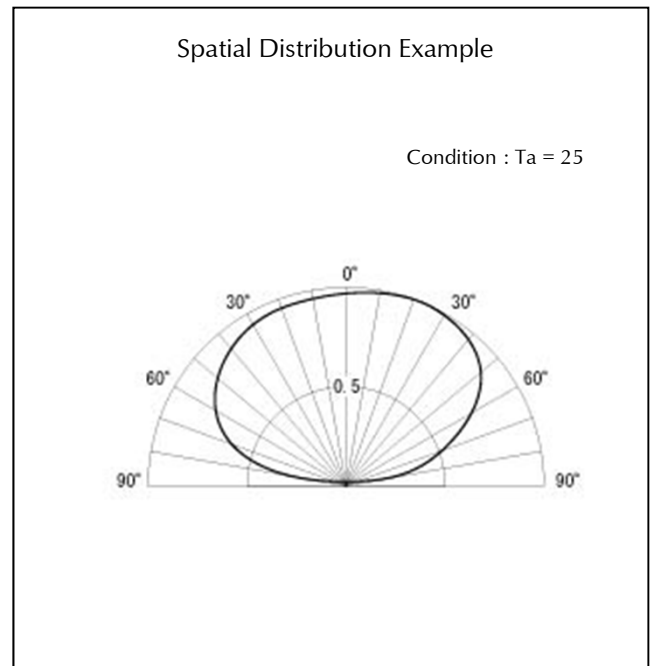 Spatial Distribution Example
Condition : Ta = 25
0°
30° 30°
60° 60°
0.5
90° 90°